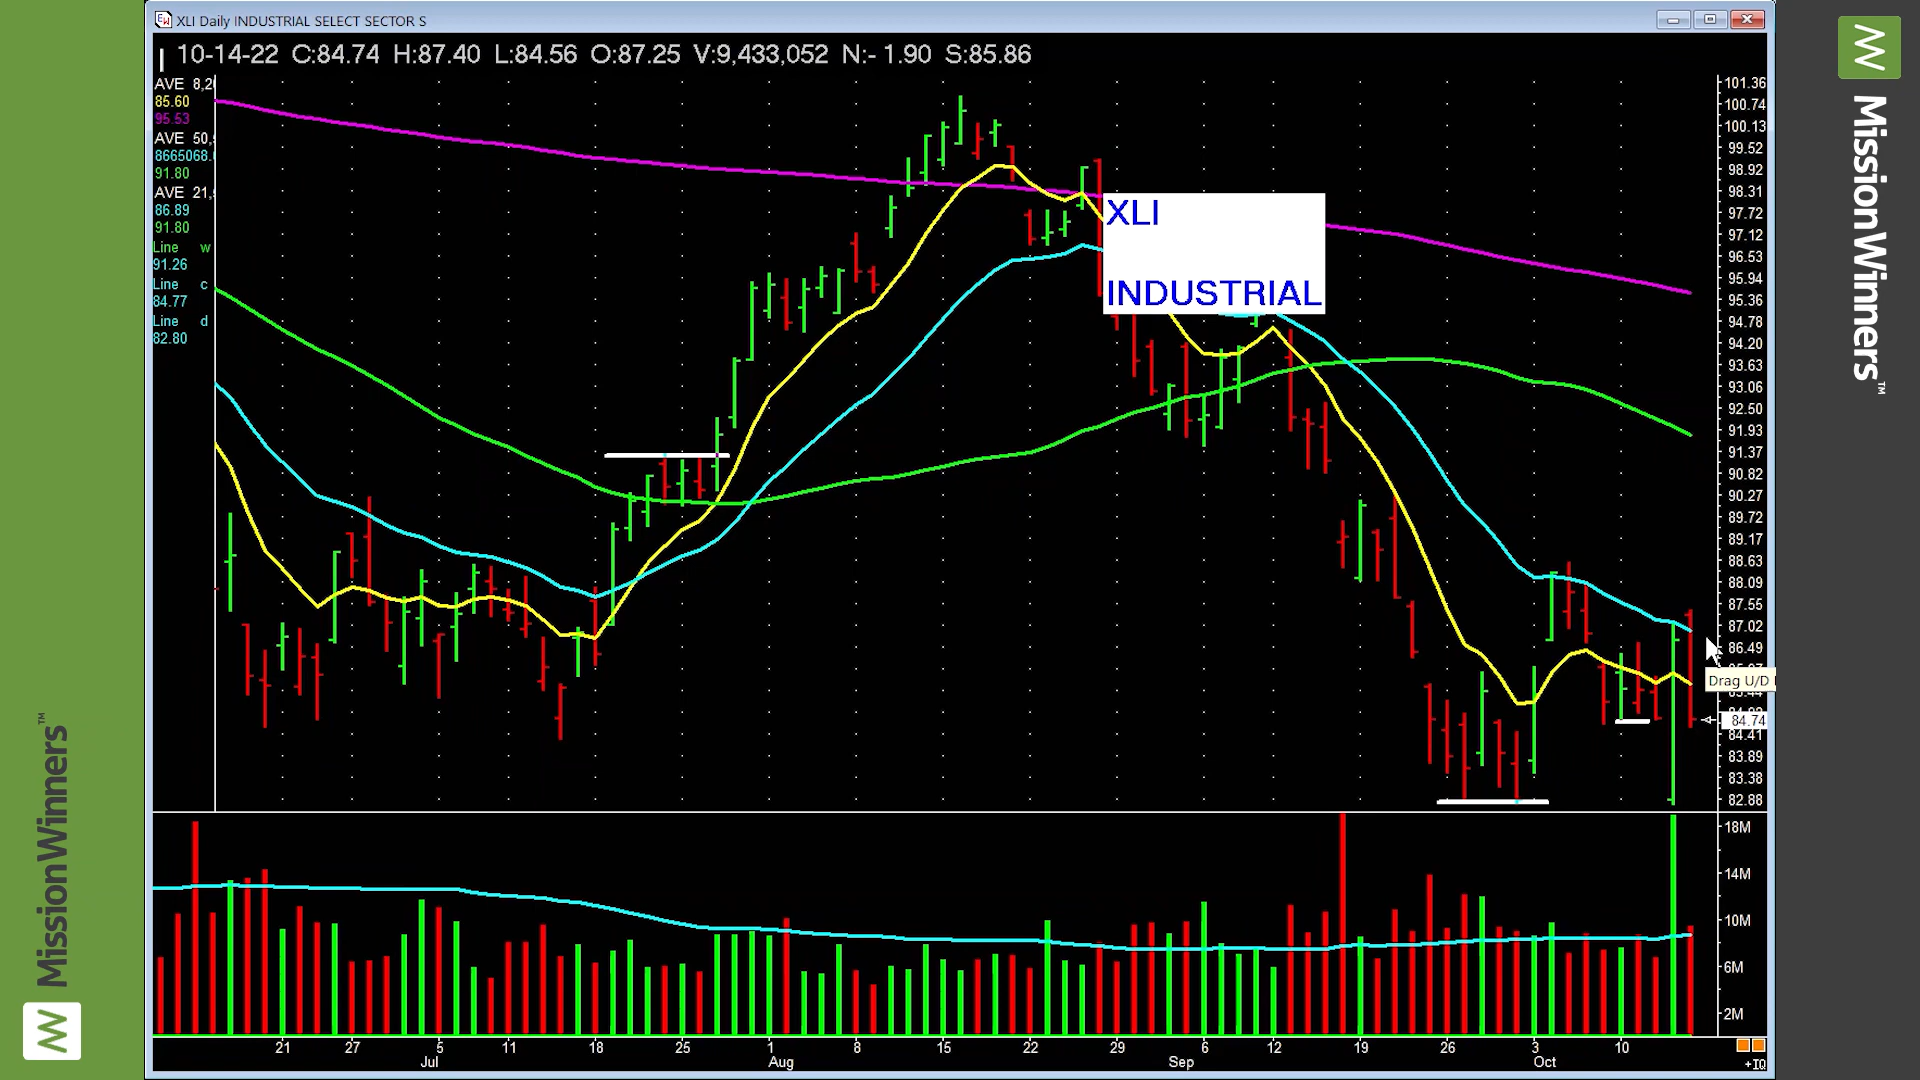 XLI Daily INDUSTRIAL SELECT SECTOR S
10-14-22 C:84.74 H:87.40 L:84.56 O:87.25 V:9,433,052 N:- 1.90 S:85.86
AVE 8,20
85.60
95.53
AVE 50,
8665068.
91.80
AVE 21,
86.89
91.80
Line w
91.26
Line c
84.77
Line d
82.80
XLI
INDUSTRIAL
101.36
100.74
100.13
99.52
98.92
98.31
97.72
97.12
96.53
95.94
95.36
94.78
94.20
93.63
93.06
92.50
91.93
91.37
90.82
90.27
89.72
89.17
88.63
88.09
87.55
87.02
86.49
Drag U/D
85.44
84.74
84.41
83.89
83.38
82.88
18M
14M
10M
6M
2M
21 27 5 11 18 25 1 8 15 22 29 6 12 19 26 3 10
Jul Aug Sep Oct
+IQ
MissionWinners™
MissionWinners™